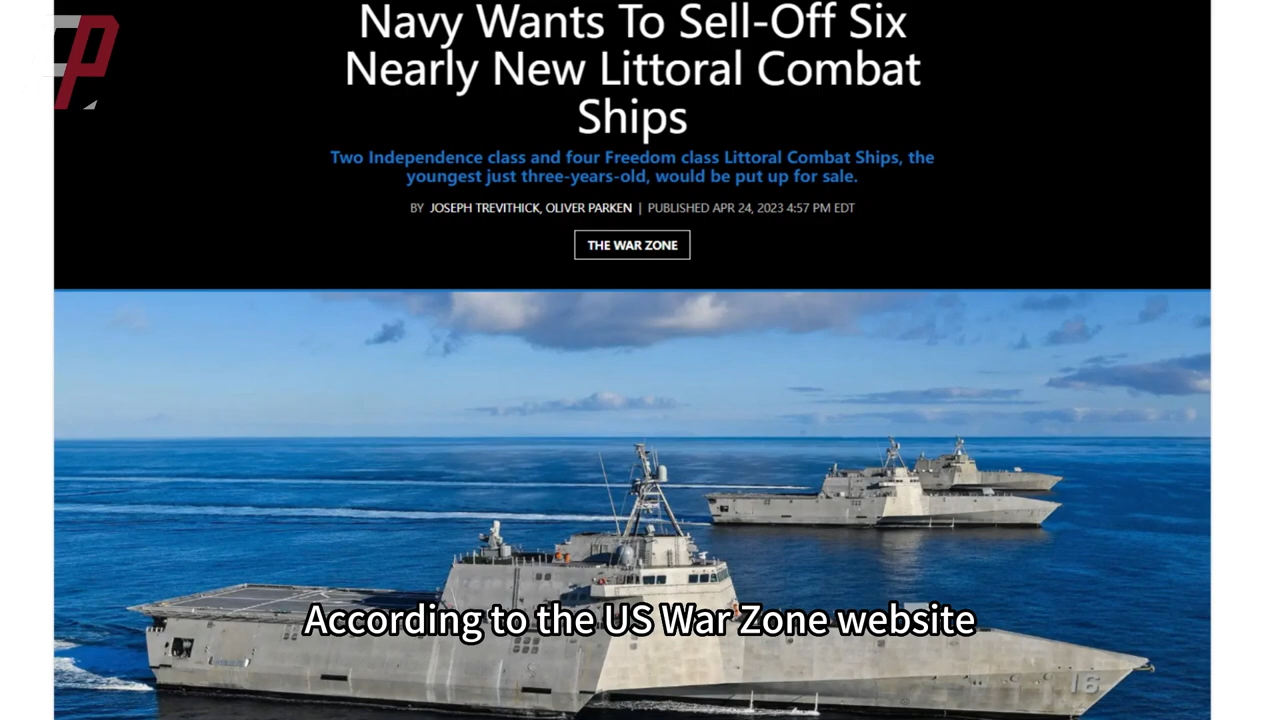 Navy Wants To Sell-Off Six
Nearly New Littoral Combat
Ships
Two Independence class and four Freedom class Littoral Combat Ships, the
youngest just three-years-old, would be put up for sale.
BY JOSEPH TREVITHICK, OLIVER PARKEN | PUBLISHED APR 24, 2023 4:57 PM EDT
THE WAR ZONE
According to the US War Zone website
16